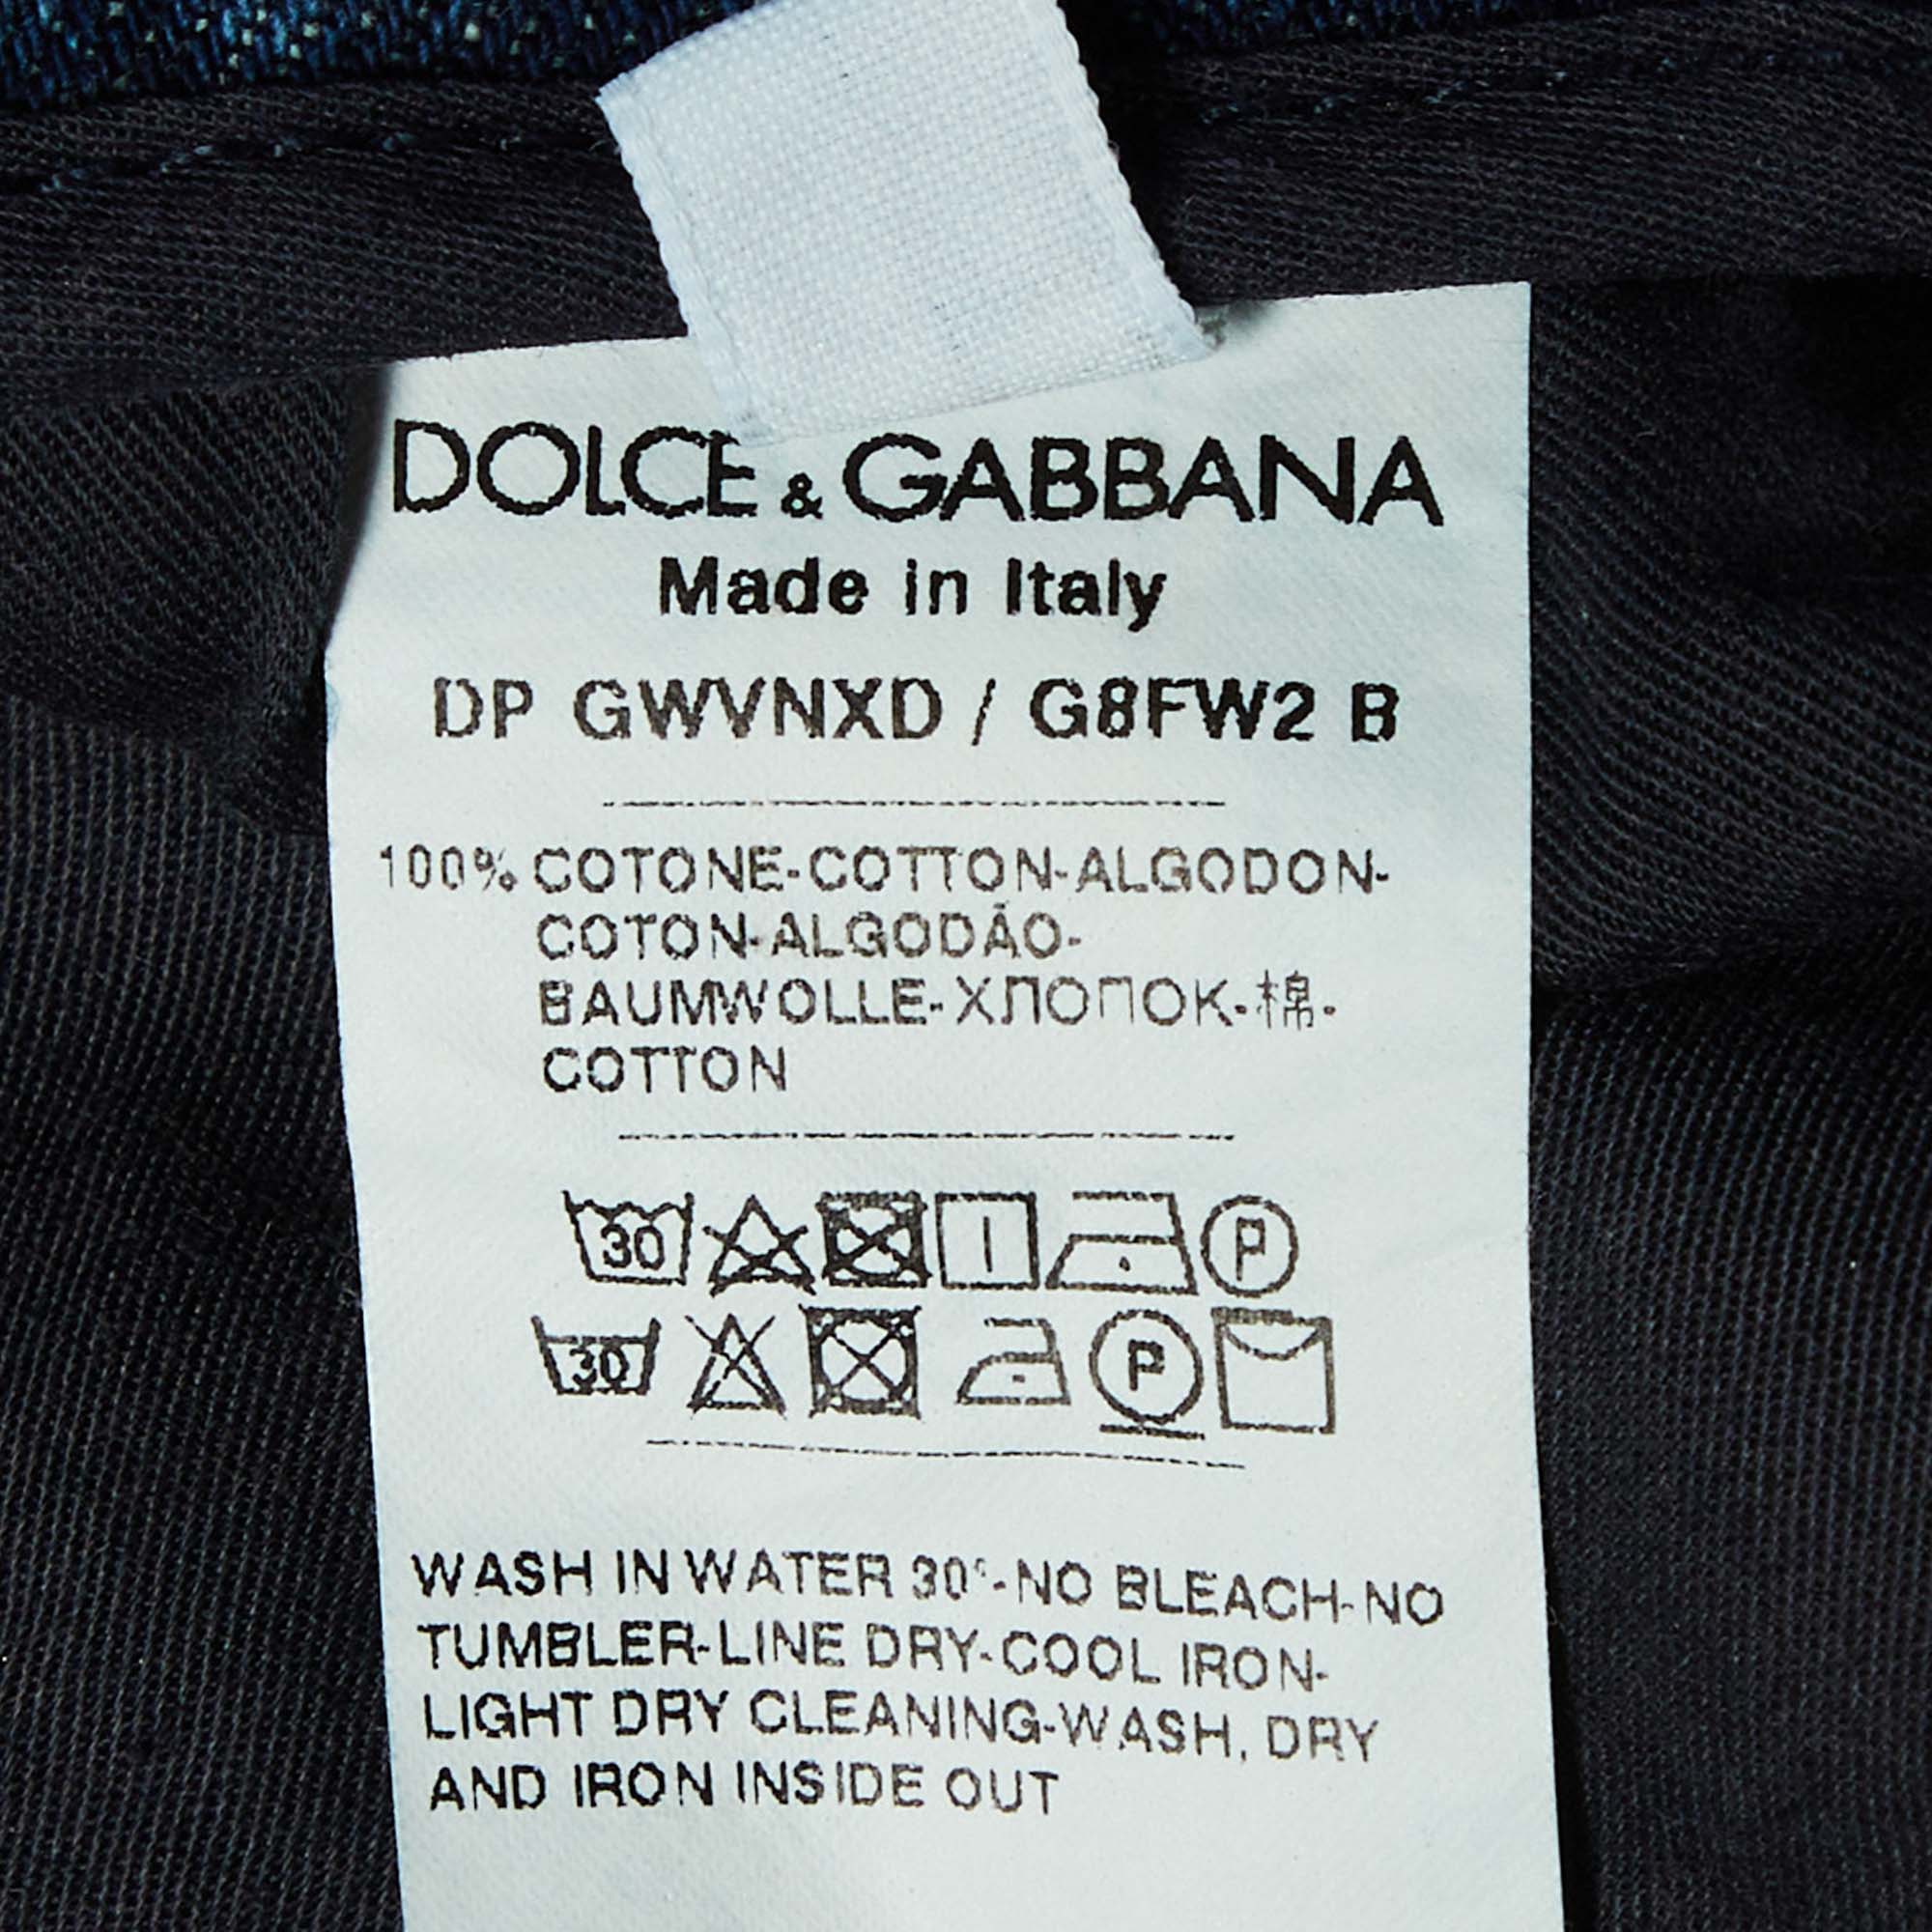 DOLCE & GABBANA
Made in Italy
DP GWVNXD / G8FW2 B
100% COTONE-COTTON-ALGODON-
COTON-ALGODÃO-
BAUMWOLLE-ХЛОПОК-棉-
COTTON
30 P
30 P
WASH IN WATER 30°-NO BLEACH-NO
TUMBLER-LINE DRY-COOL IRON-
LIGHT DRY CLEANING-WASH, DRY
AND IRON INSIDE OUT